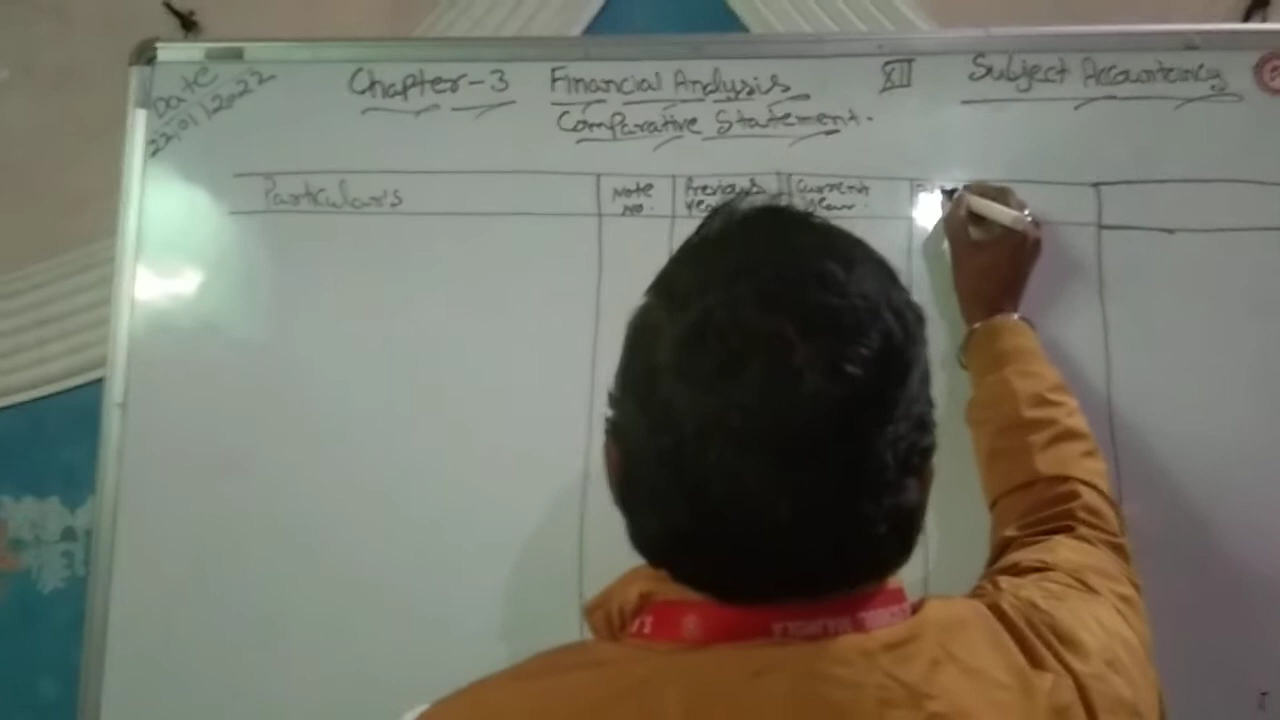 Date
22/01/2022
Chapter-3 Financial Analysis XII Subject Accountancy
Comparative Statement.
Particular's
Note No.
Previous Year
Current Year.